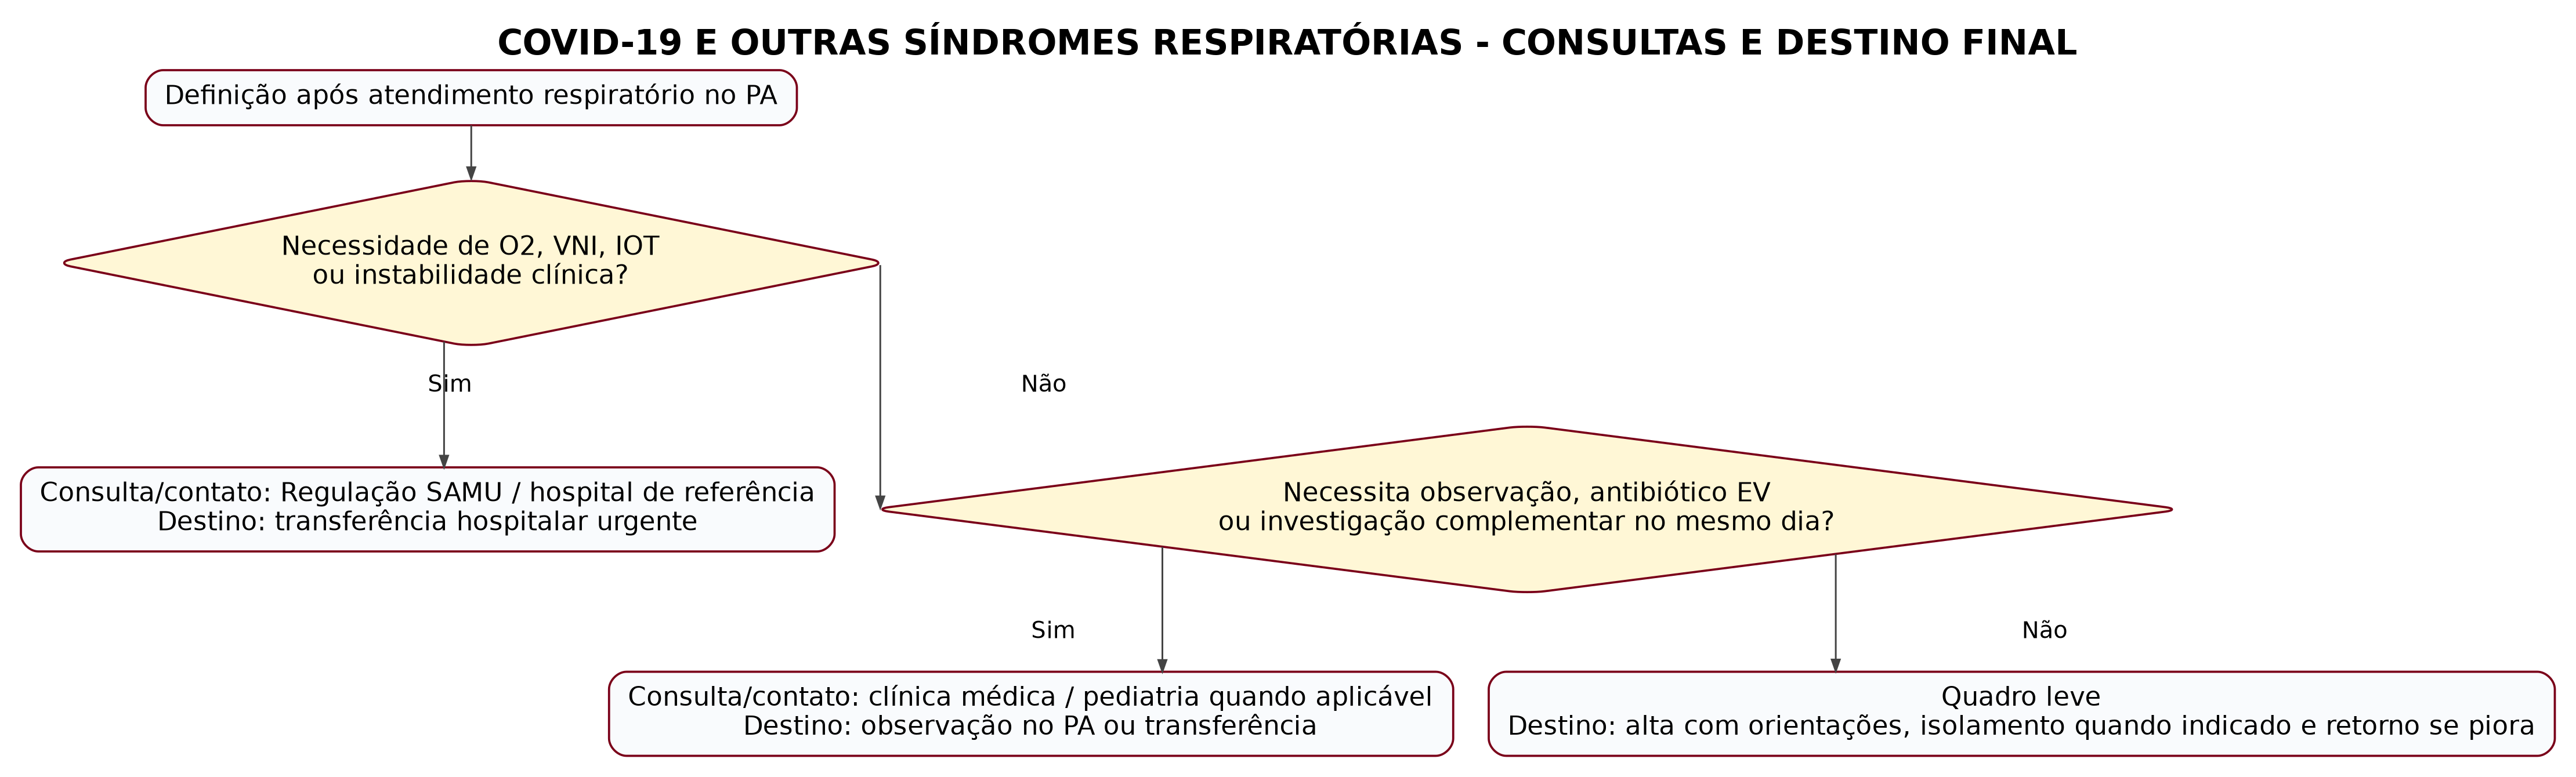 COVID-19 E OUTRAS SÍNDROMES RESPIRATÓRIAS - CONSULTAS E DESTINO FINAL
Definição após atendimento respiratório no PA
Necessidade de O2, VNI, IOT
ou instabilidade clínica?
Sim
Não
Consulta/contato: Regulação SAMU / hospital de referência
Destino: transferência hospitalar urgente
Necessita observação, antibiótico EV
ou investigação complementar no mesmo dia?
Sim
Não
Consulta/contato: clínica médica / pediatria quando aplicável
Destino: observação no PA ou transferência
Quadro leve
Destino: alta com orientações, isolamento quando indicado e retorno se piora